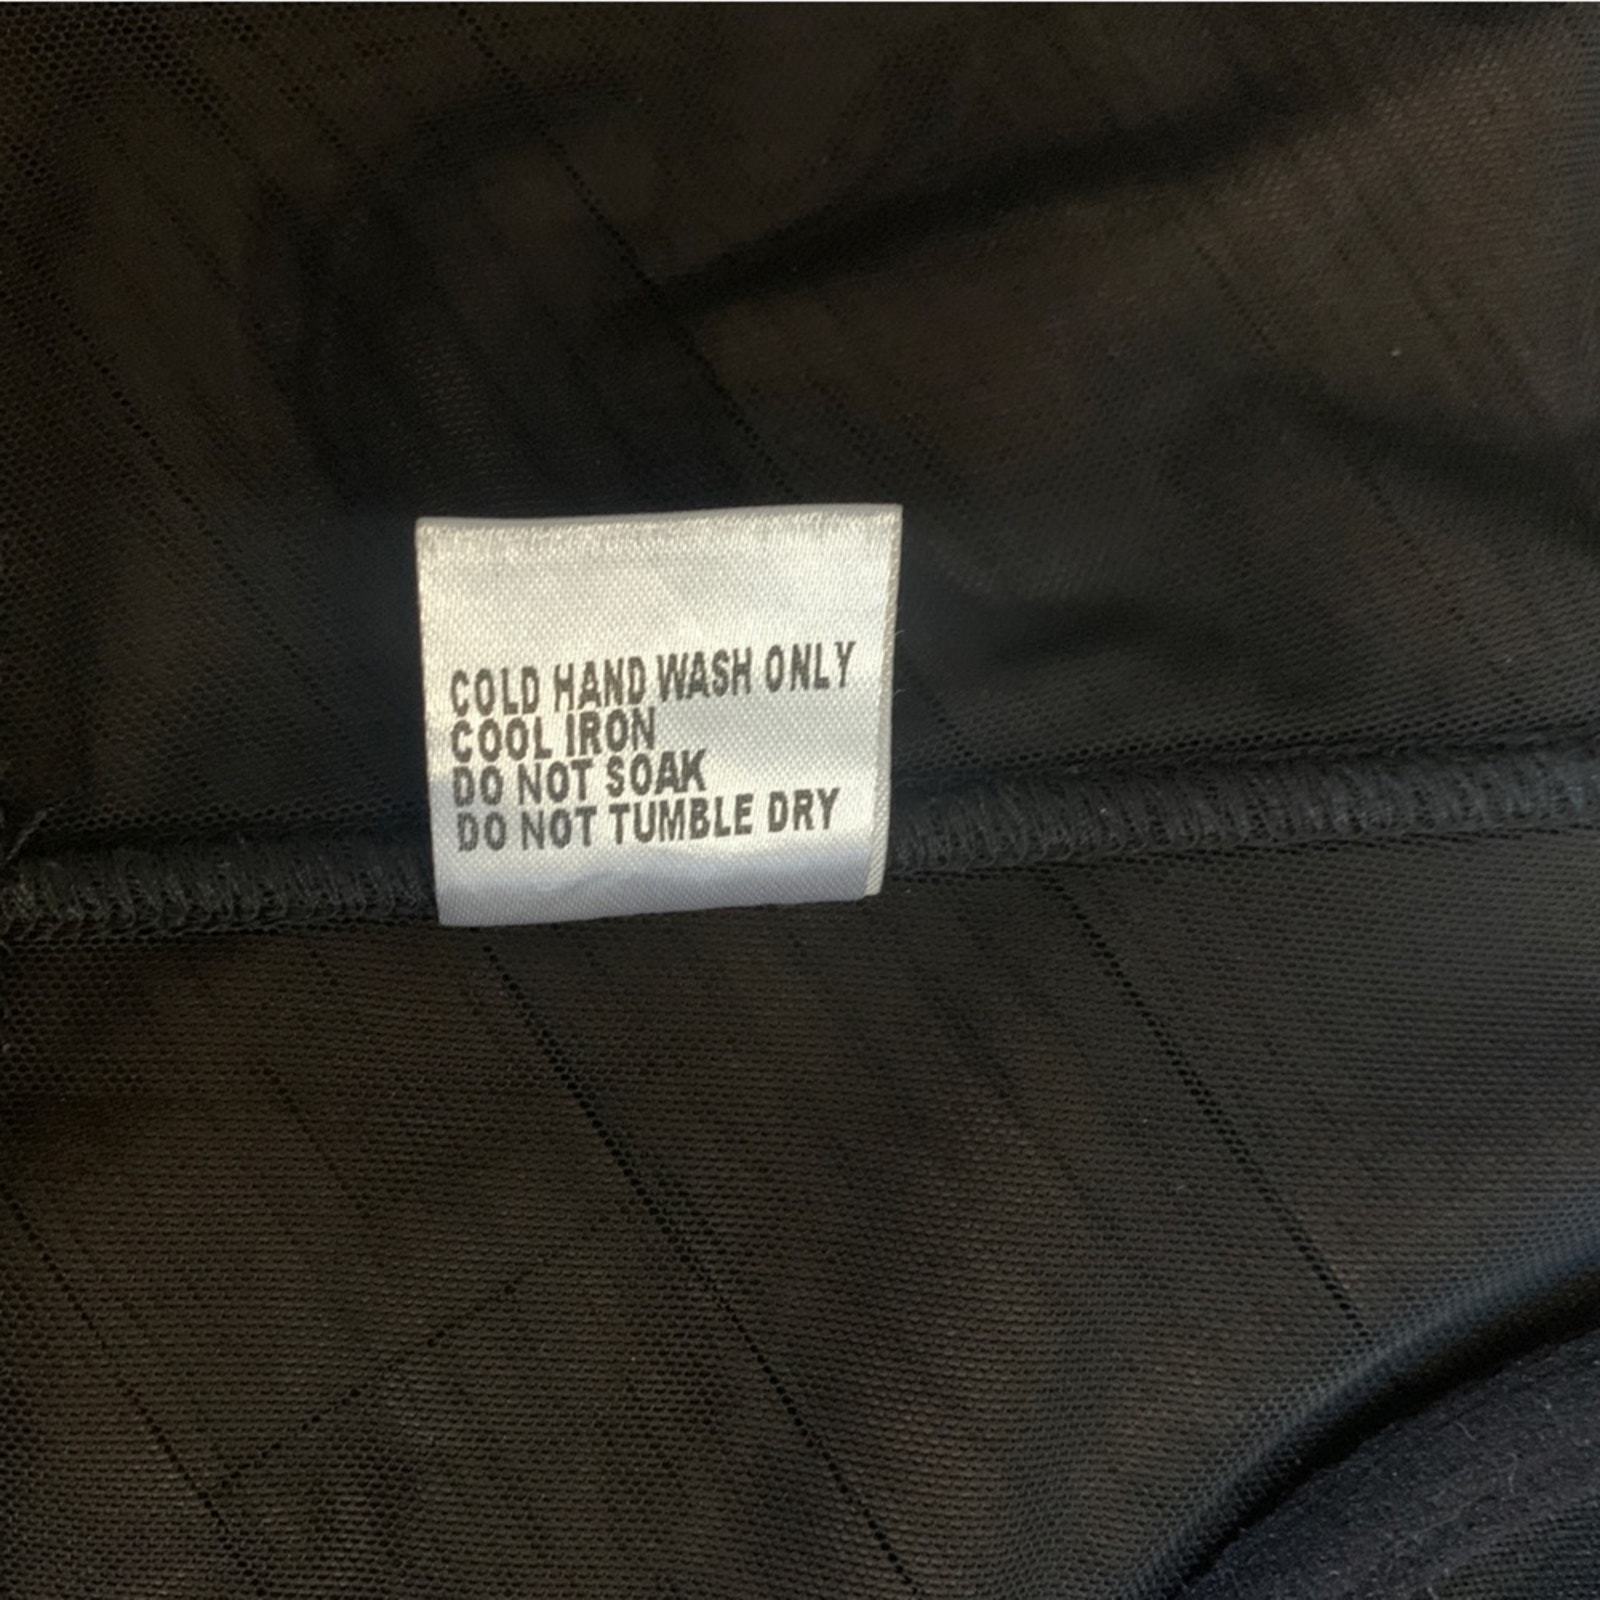 COLD HAND WASH ONLY
COOL IRON
DO NOT SOAK
DO NOT TUMBLE DRY